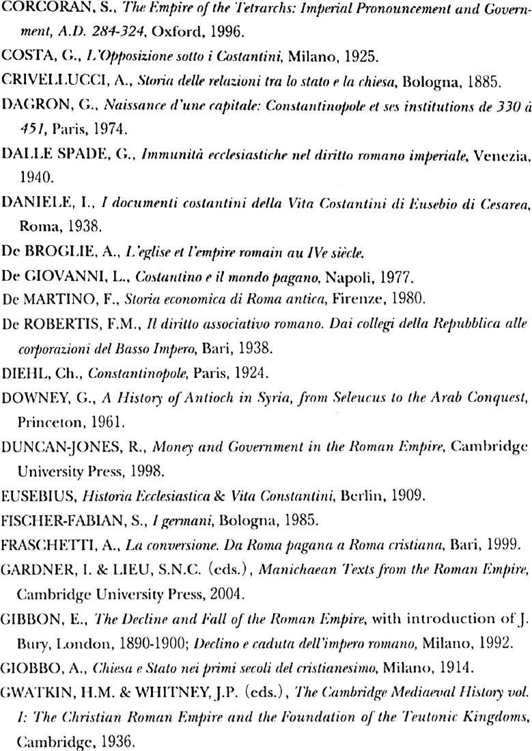 CORCORAN, S., The Empire of the Tetrarchs: Imperial Pronouncement and Govern-
ment, A.D. 284-324, Oxford, 1996.
COSTA, G., L'Opposizione sotto i Costantini, Milano, 1925.
CRIVELLUCCI, A., Storia delle relazioni tra lo stato e la chiesa, Bologna, 1885.
DAGRON, G., Naissance d'une capitale: Constantinopole et ses institutions de 330 à
451, Paris, 1974.
DALLE SPADE, G., Immunità ecclesiastiche nel diritto romano imperiale, Venezia,
1940.
DANIELE, I., I documenti costantini della Vita Costantini di Eusebio di Cesarea,
Roma, 1938.
De BROGLIE, A., L'eglise et l'empire romain au IVe siècle.
De GIOVANNI, L., Costantino e il mondo pagano, Napoli, 1977.
De MARTINO, F., Storia economica di Roma antica, Firenze, 1980.
De ROBERTIS, F.M., Il diritto associativo romano. Dai collegi della Repubblica alle
corporazioni del Basso Impero, Bari, 1938.
DIEHL, Ch., Constantinopole, Paris, 1924.
DOWNEY, G., A History of Antioch in Syria, from Seleucus to the Arab Conquest,
Princeton, 1961.
DUNCAN-JONES, R., Money and Government in the Roman Empire, Cambridge
University Press, 1998.
EUSEBIUS, Historia Ecclesiastica & Vita Constantini, Berlin, 1909.
FISCHER-FABIAN, S., I germani, Bologna, 1985.
FRASCHETTI, A., La conversione. Da Roma pagana a Roma cristiana, Bari, 1999.
GARDNER, I. & LIEU, S.N.C. (eds.), Manichaean Texts from the Roman Empire,
Cambridge University Press, 2004.
GIBBON, E., The Decline and Fall of the Roman Empire, with introduction of J.
Bury, London, 1890-1900; Declino e caduta dell'impero romano, Milano, 1992.
GIOBBO, A., Chiesa e Stato nei primi secoli del cristianesimo, Milano, 1914.
GWATKIN, H.M. & WHITNEY, J.P. (eds.), The Cambridge Mediaeval History vol.
I: The Christian Roman Empire and the Foundation of the Teutonic Kingdoms,
Cambridge, 1936.